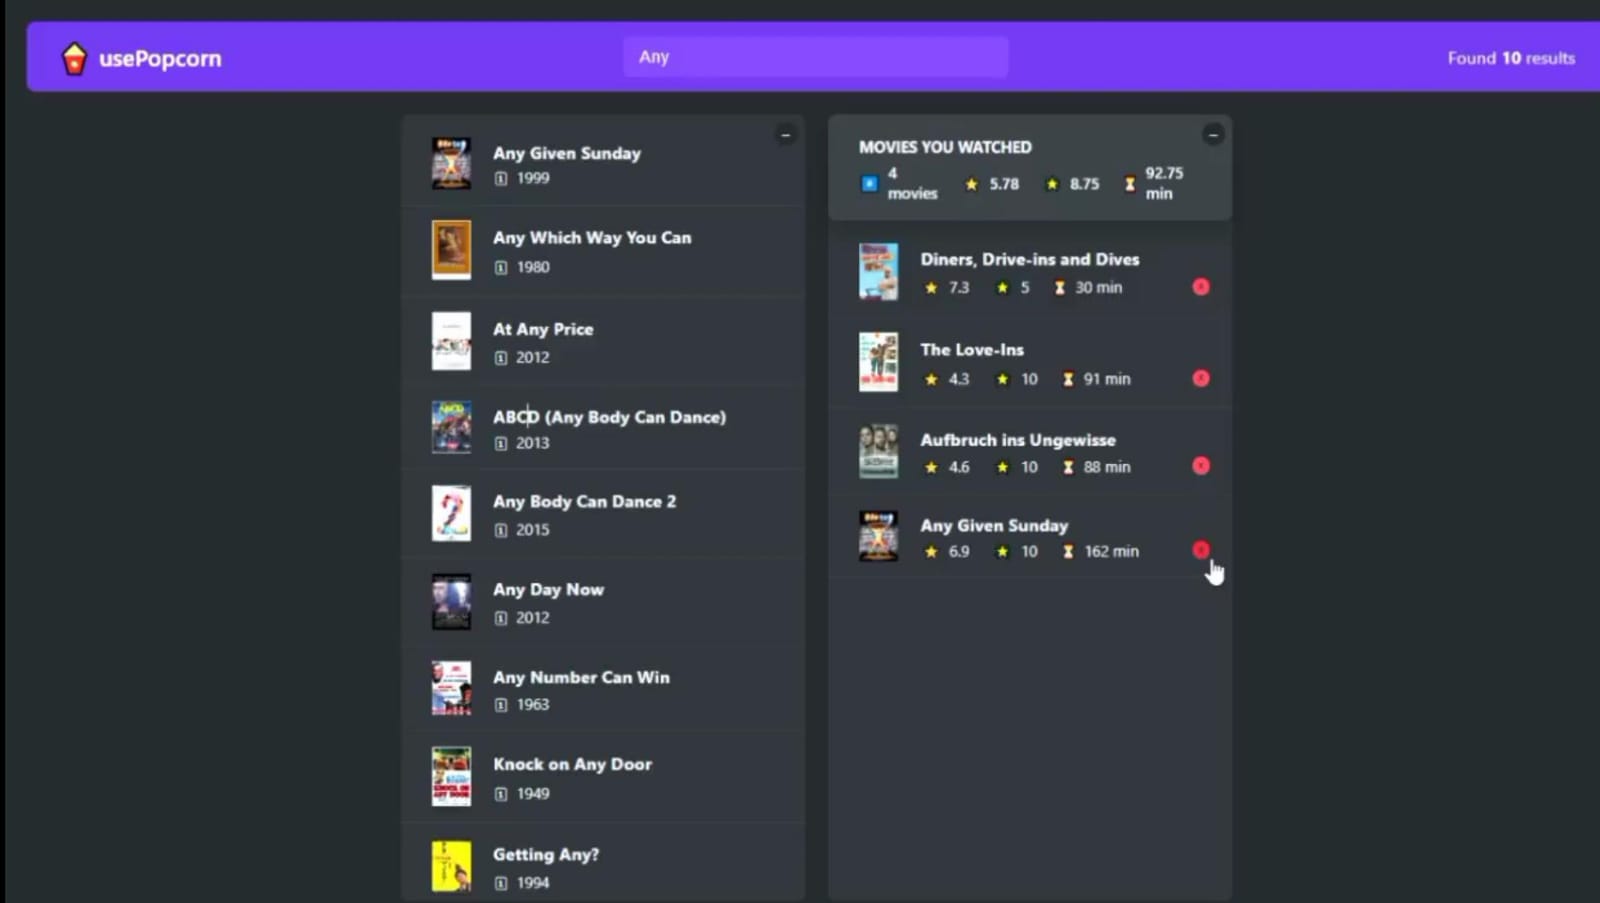 usePopcorn
Any
Found 10 results
Any Given Sunday
1999
Any Which Way You Can
1980
At Any Price
2012
ABCD (Any Body Can Dance)
2013
Any Body Can Dance 2
2015
Any Day Now
2012
Any Number Can Win
1963
Knock on Any Door
1949
Getting Any?
1994
MOVIES YOU WATCHED
4 movies 5.78 8.75 92.75 min
Diners, Drive-ins and Dives
7.3 5 30 min
The Love-Ins
4.3 10 91 min
Aufbruch ins Ungewisse
4.6 10 88 min
Any Given Sunday
6.9 10 162 min